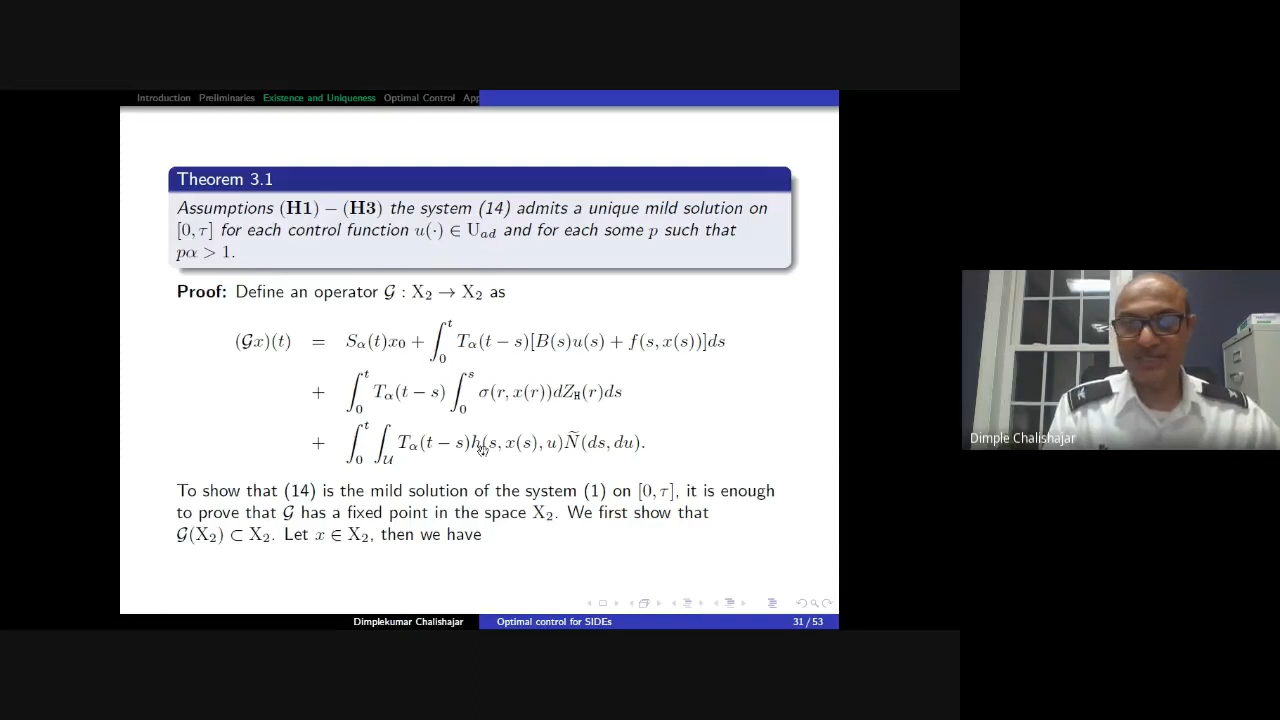 Introduction Preliminaries Existence and Uniqueness Optimal Control App
Theorem 3.1
Assumptions (H1) − (H3) the system (14) admits a unique mild solution on
[0, τ] for each control function u(·) ∈ U_ad and for each some p such that
pα > 1.
Proof: Define an operator 𝒢 : X₂ → X₂ as
(𝒢x)(t) = S_α(t)x₀ + ∫₀^t T_α(t − s)[B(s)u(s) + f(s, x(s))]ds
+ ∫₀^t T_α(t − s) ∫₀^s σ(r, x(r))dZ_H(r)ds
+ ∫₀^t ∫_𝒰 T_α(t − s)h(s, x(s), u)Ñ(ds, du).
To show that (14) is the mild solution of the system (1) on [0, τ], it is enough
to prove that 𝒢 has a fixed point in the space X₂. We first show that
𝒢(X₂) ⊂ X₂. Let x ∈ X₂, then we have
Dimplekumar Chalishajar Optimal control for SIDEs 31 / 53
Dimple Chalishajar